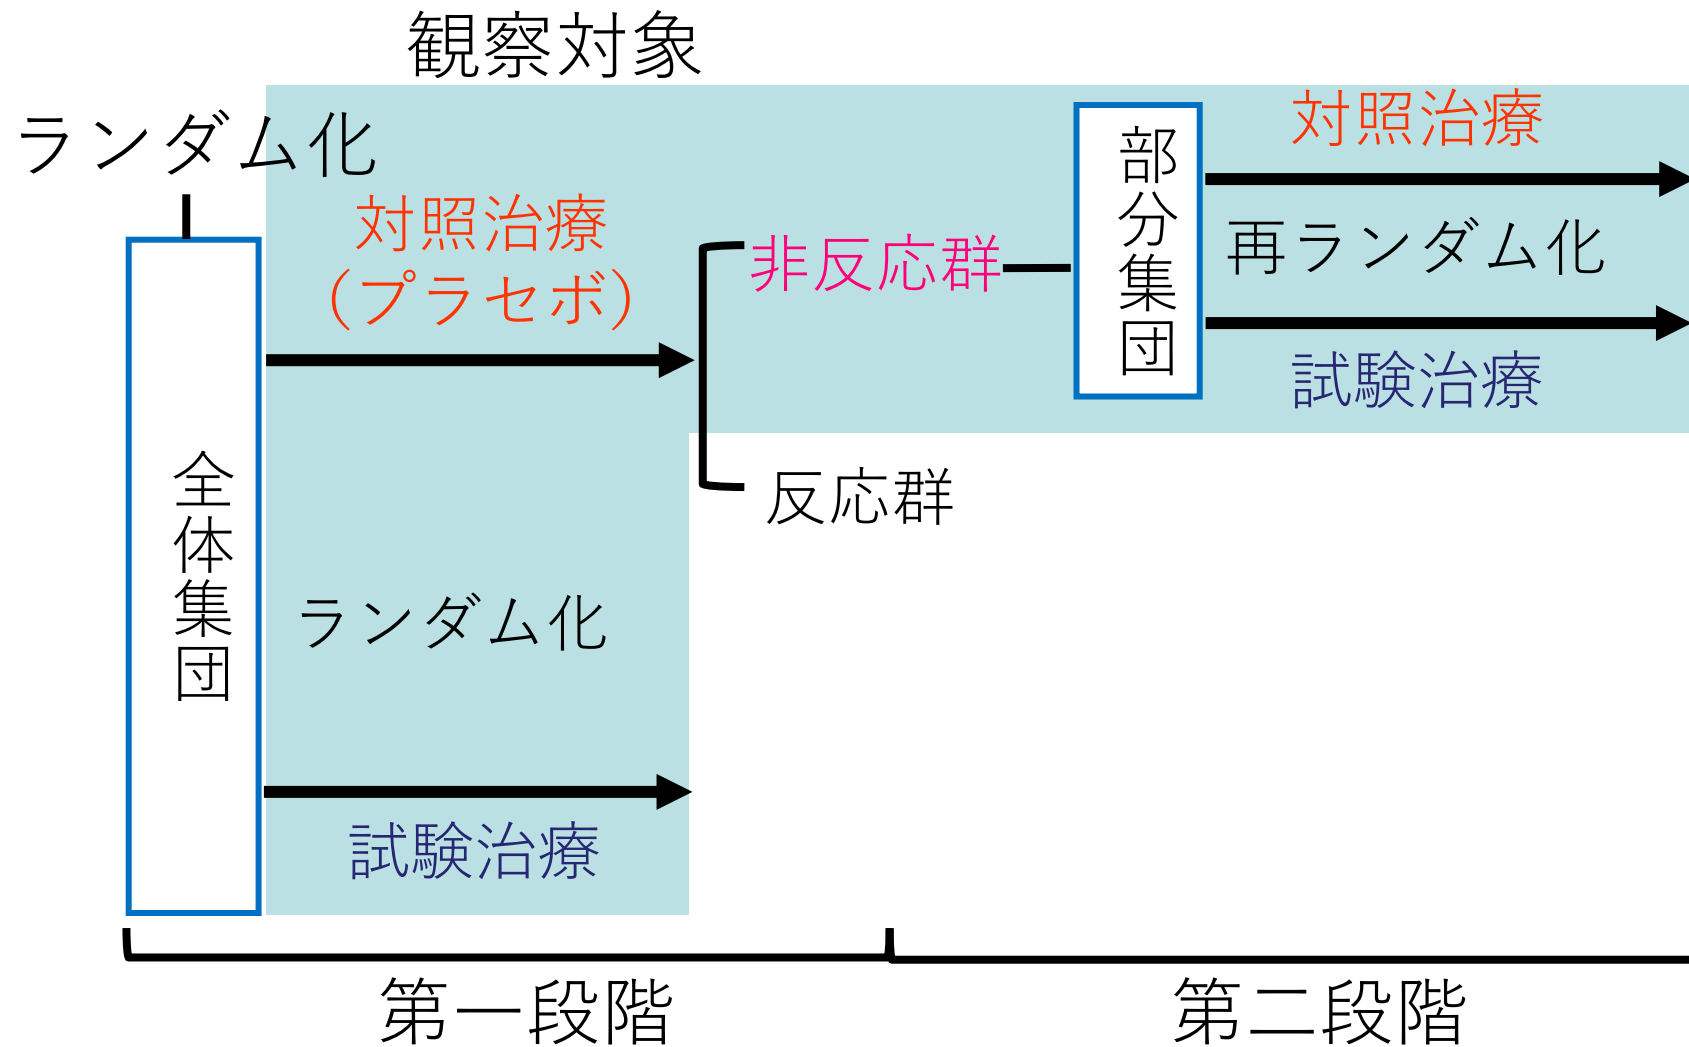 観察対象
ランダム化
対照治療
（プラセボ）
非反応群
部分集団
対照治療
再ランダム化
試験治療
全体集団
反応群
ランダム化
試験治療
第一段階
第二段階